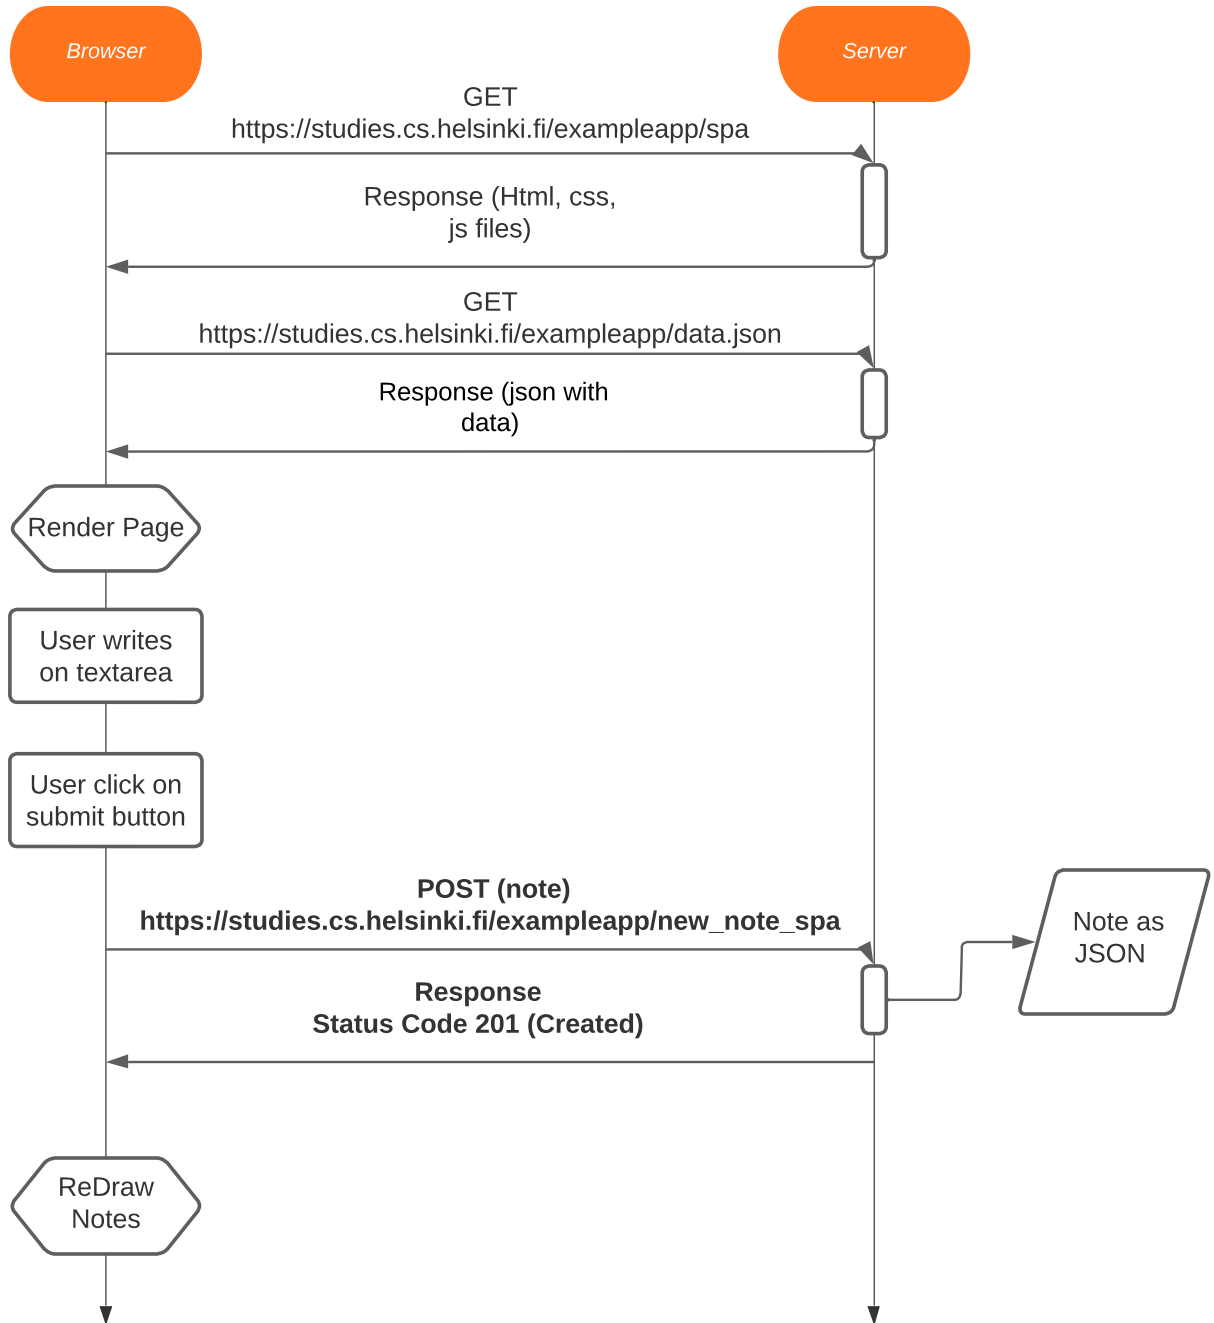 Browser
Server
GET
https://studies.cs.helsinki.fi/exampleapp/spa
Response (Html, css,
js files)
GET
https://studies.cs.helsinki.fi/exampleapp/data.json
Response (json with
data)
Render Page
User writes
on textarea
User click on
submit button
POST (note)
https://studies.cs.helsinki.fi/exampleapp/new_note_spa
Note as
JSON
Response
Status Code 201 (Created)
ReDraw
Notes